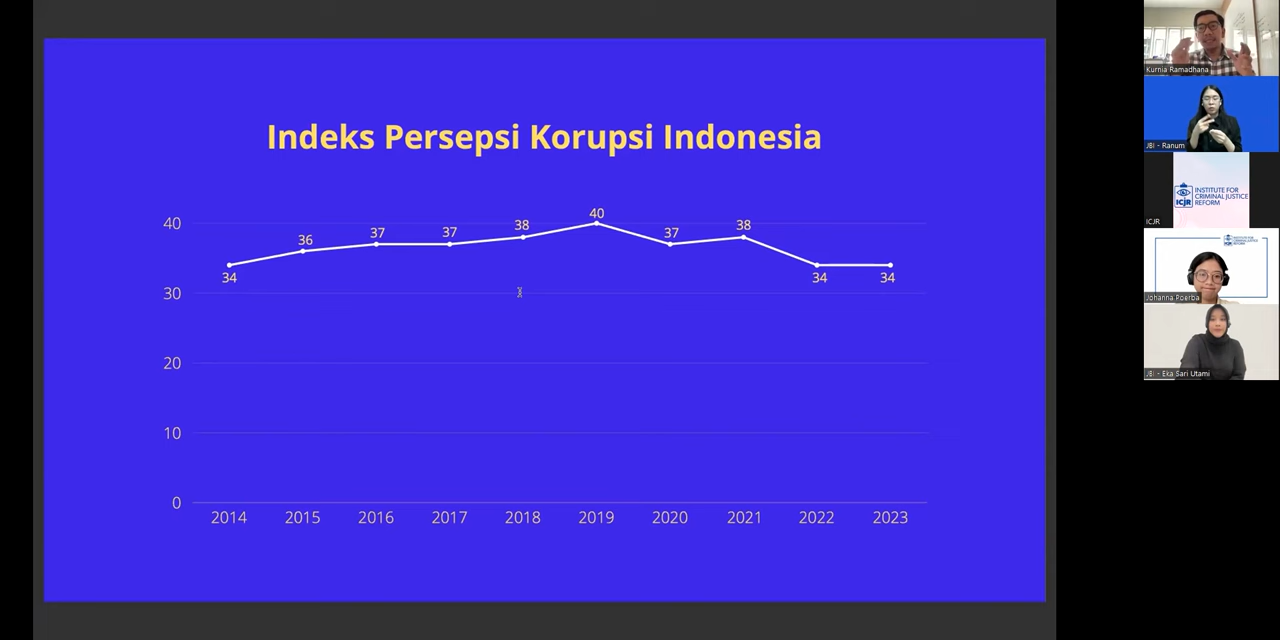 Indeks Persepsi Korupsi Indonesia
40
30
20
10
0
34
36
37
37
38
40
37
38
34
34
2014 2015 2016 2017 2018 2019 2020 2021 2022 2023
Kurnia Ramadhana
JBI - Ranum
ICJR
INSTITUTE FOR
CRIMINAL JUSTICE
REFORM
ICJR
Johanna Poerba
JBI - Eka Sari Utami